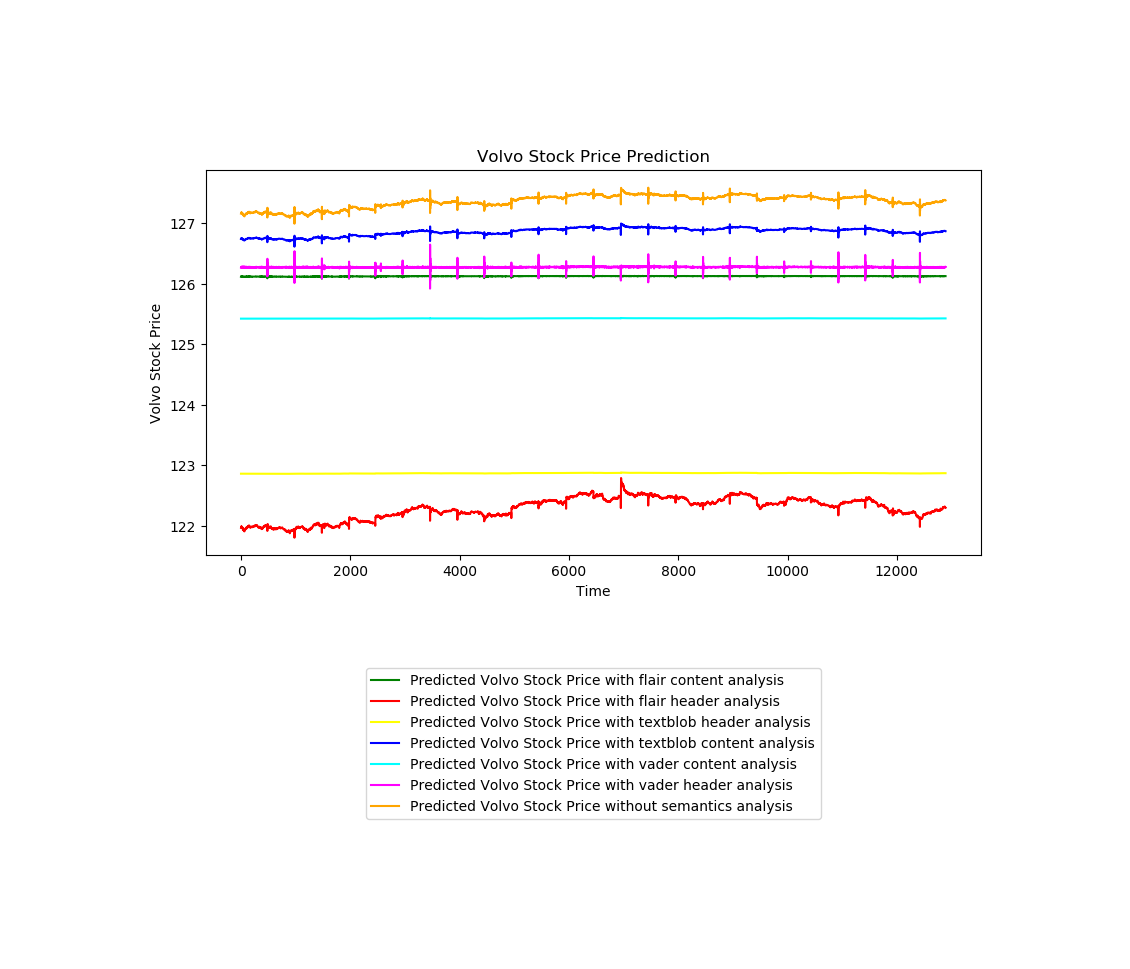 Volvo Stock Price Prediction
Volvo Stock Price
127
126
125
124
123
122
0 2000 4000 6000 8000 10000 12000
Time
Predicted Volvo Stock Price with flair content analysis
Predicted Volvo Stock Price with flair header analysis
Predicted Volvo Stock Price with textblob header analysis
Predicted Volvo Stock Price with textblob content analysis
Predicted Volvo Stock Price with vader content analysis
Predicted Volvo Stock Price with vader header analysis
Predicted Volvo Stock Price without semantics analysis